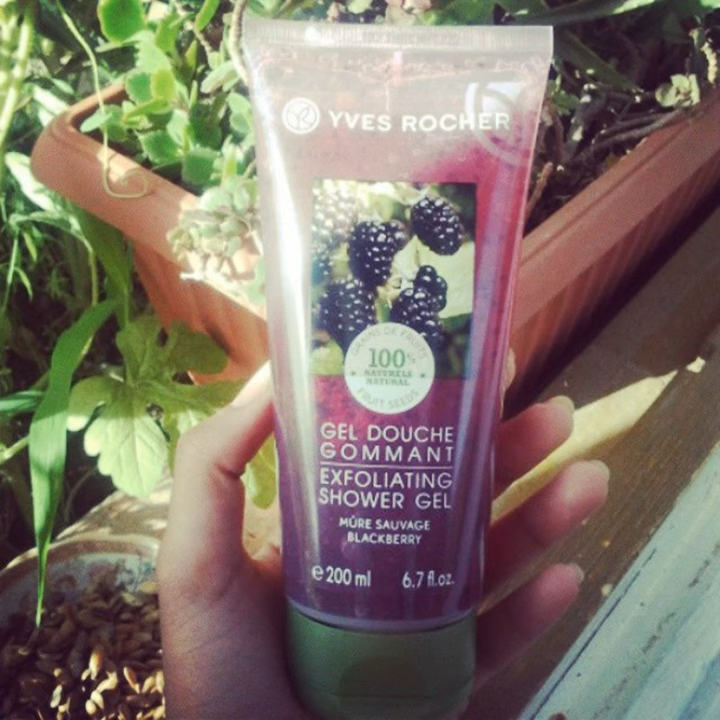 YVES ROCHER
GRAINS DE FRUITS
100%
NATURELS
NATURAL
FRUIT SEEDS
GEL DOUCHE
GOMMANT
EXFOLIATING
SHOWER GEL
MÛRE SAUVAGE
BLACKBERRY
e 200 ml 6.7 fl.oz.